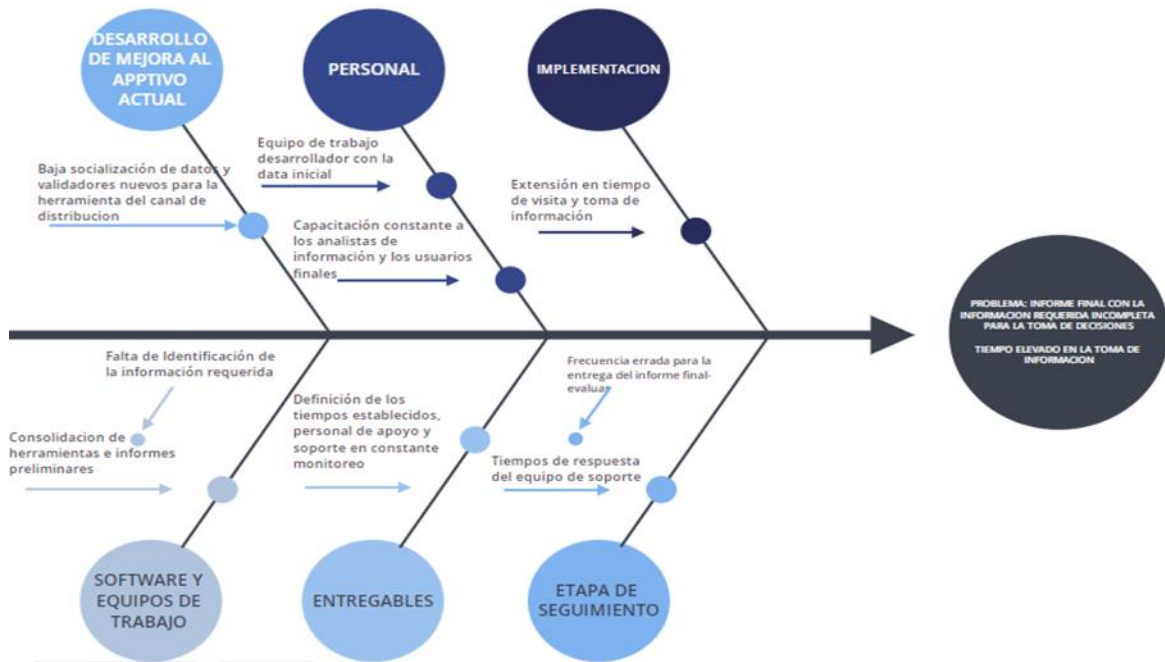 DESARROLLO
DE MEJORA AL
APPTIVO
ACTUAL
PERSONAL
IMPLEMENTACION
Baja socialización de datos y
validadores nuevos para la
herramienta del canal de
distribucion
Equipo de trabajo
desarrollador con la
data inicial
Capacitación constante a
los analistas de
información y los usuarios
finales
Extensión en tiempo
de visita y toma de
información
PROBLEMA: INFORME FINAL CON LA
INFORMACION REQUERIDA INCOMPLETA
PARA LA TOMA DE DECISIONES
TIEMPO ELEVADO EN LA TOMA DE
INFORMACION
Falta de Identificación de
la información requerida
Consolidacion de
herramientas e informes
preliminares
Definición de los
tiempos establecidos,
personal de apoyo y
soporte en constante
monitoreo
Frecuencia errada para la
entrega del informe final-
evaluar
Tiempos de respuesta
del equipo de soporte
SOFTWARE Y
EQUIPOS DE
TRABAJO
ENTREGABLES
ETAPA DE
SEGUIMIENTO